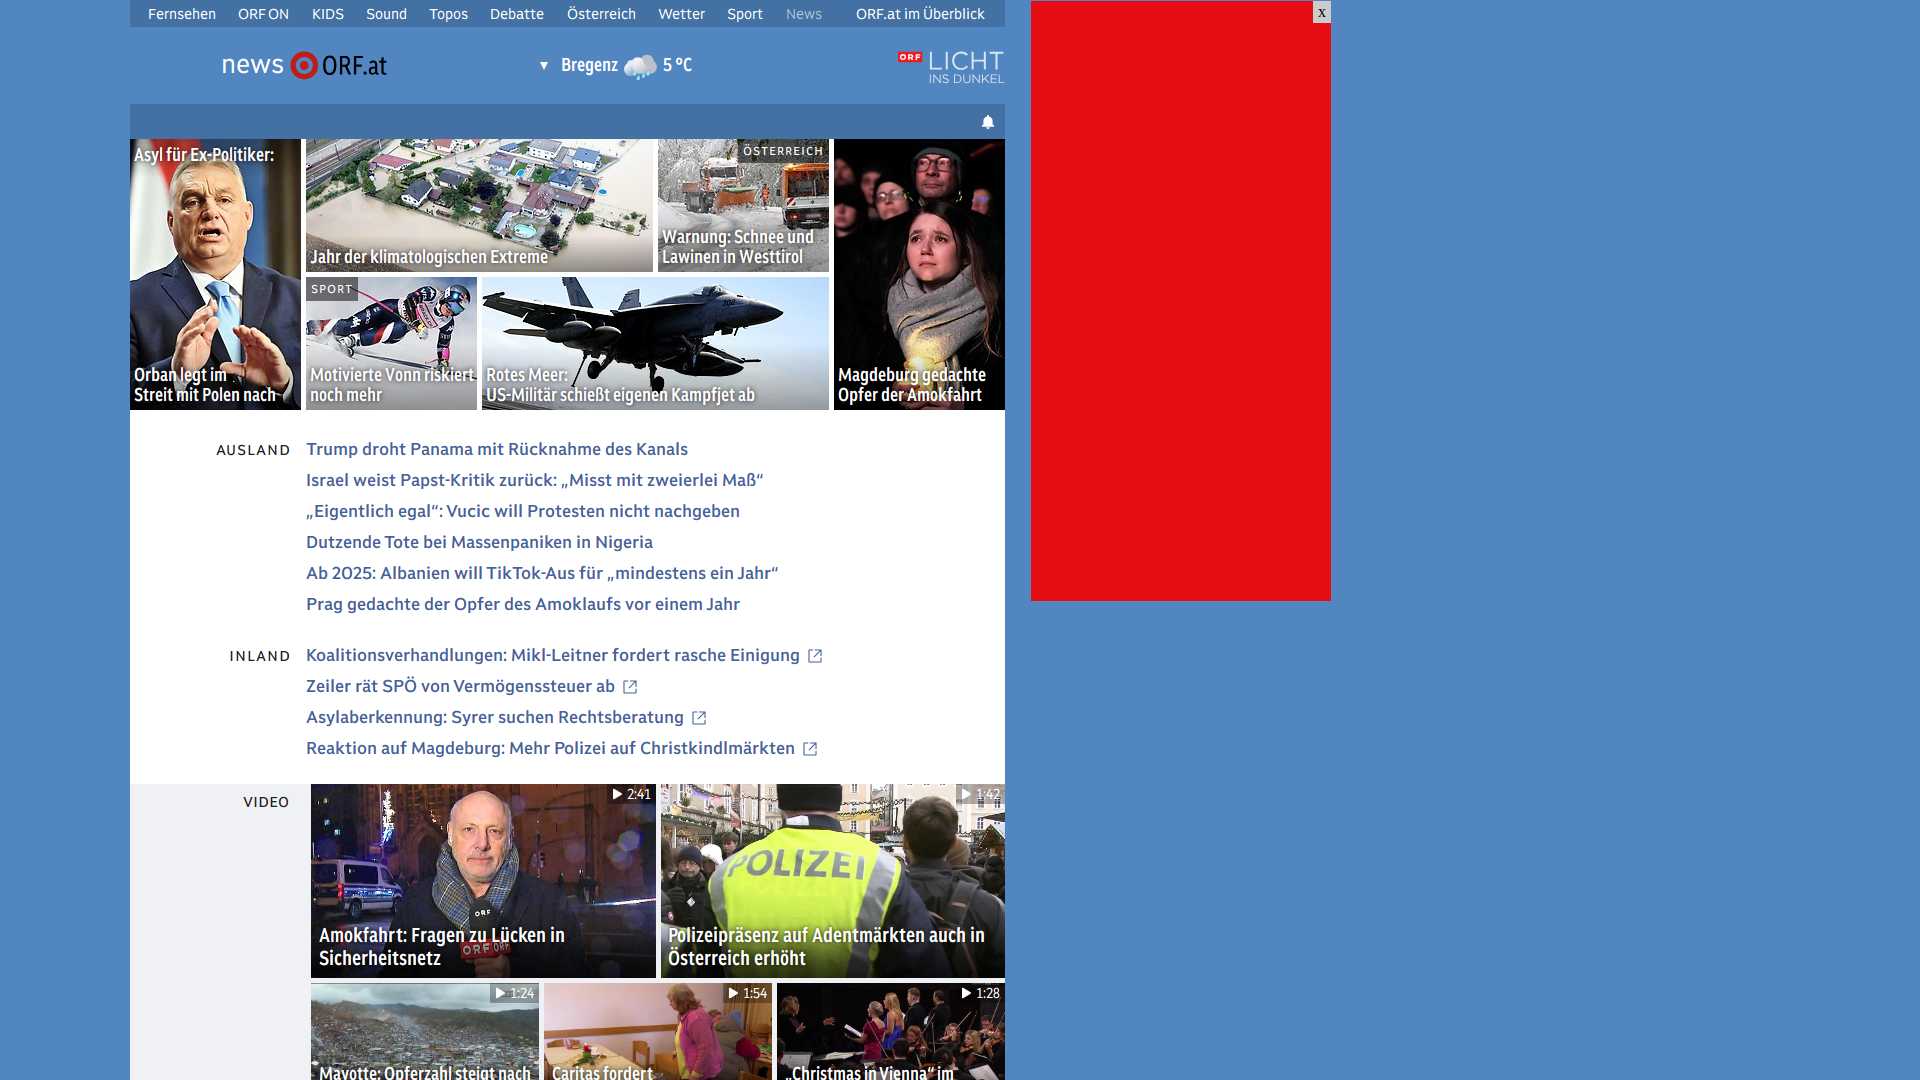 Fernsehen ORF ON KIDS Sound Topos Debatte Österreich Wetter Sport News ORF.at im Überblick
x
news ORF.at
Bregenz 5 °C
ORF LICHT
INS DUNKEL
Asyl für Ex-Politiker:
Orban legt im
Streit mit Polen nach
Jahr der klimatologischen Extreme
ÖSTERREICH
Warnung: Schnee und
Lawinen in Westtirol
SPORT
Motivierte Vonn riskiert
noch mehr
Rotes Meer:
US-Militär schießt eigenen Kampfjet ab
Magdeburg gedachte
Opfer der Amokfahrt
AUSLAND
Trump droht Panama mit Rücknahme des Kanals
Israel weist Papst-Kritik zurück: „Misst mit zweierlei Maß“
„Eigentlich egal“: Vucic will Protesten nicht nachgeben
Dutzende Tote bei Massenpaniken in Nigeria
Ab 2025: Albanien will TikTok-Aus für „mindestens ein Jahr“
Prag gedachte der Opfer des Amoklaufs vor einem Jahr
INLAND
Koalitionsverhandlungen: Mikl-Leitner fordert rasche Einigung
Zeiler rät SPÖ von Vermögenssteuer ab
Asylaberkennung: Syrer suchen Rechtsberatung
Reaktion auf Magdeburg: Mehr Polizei auf Christkindlmärkten
VIDEO
2:41
ORF
ORF ORF
Amokfahrt: Fragen zu Lücken in
Sicherheitsnetz
1:42
POLIZEI
Polizeipräsenz auf Adentmärkten auch in
Österreich erhöht
1:24
Mayotte: Opferzahl steigt nach
1:54
Caritas fordert
1:28
„Christmas in Vienna“ im